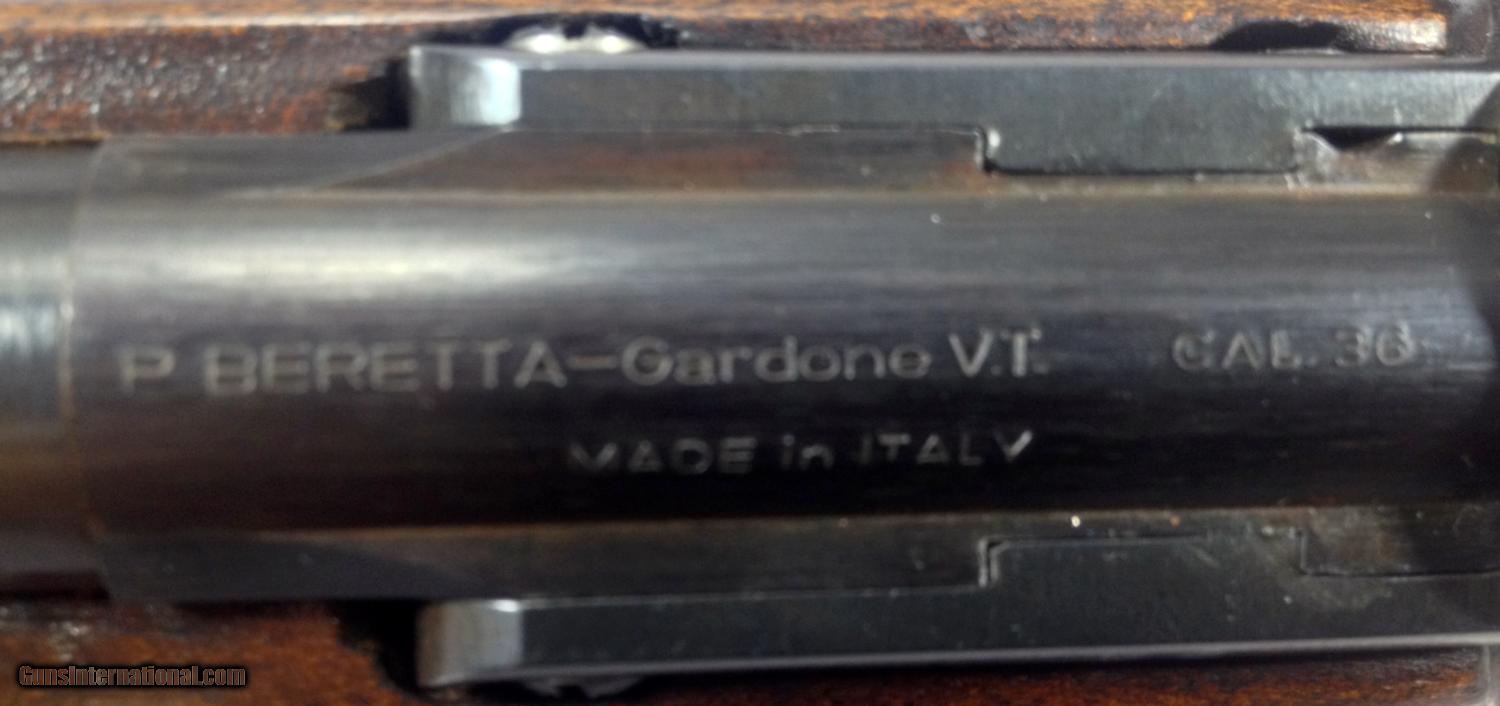 P BERETTA-Gardone V.T. CAL. 36
MADE in ITALY
GunsInternational.com